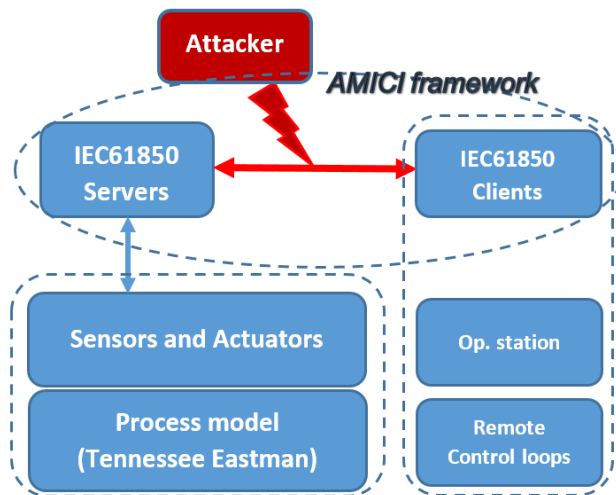 Attacker
AMICI framework
IEC61850
Servers
IEC61850
Clients
Sensors and Actuators
Op. station
Process model
(Tennessee Eastman)
Remote
Control loops